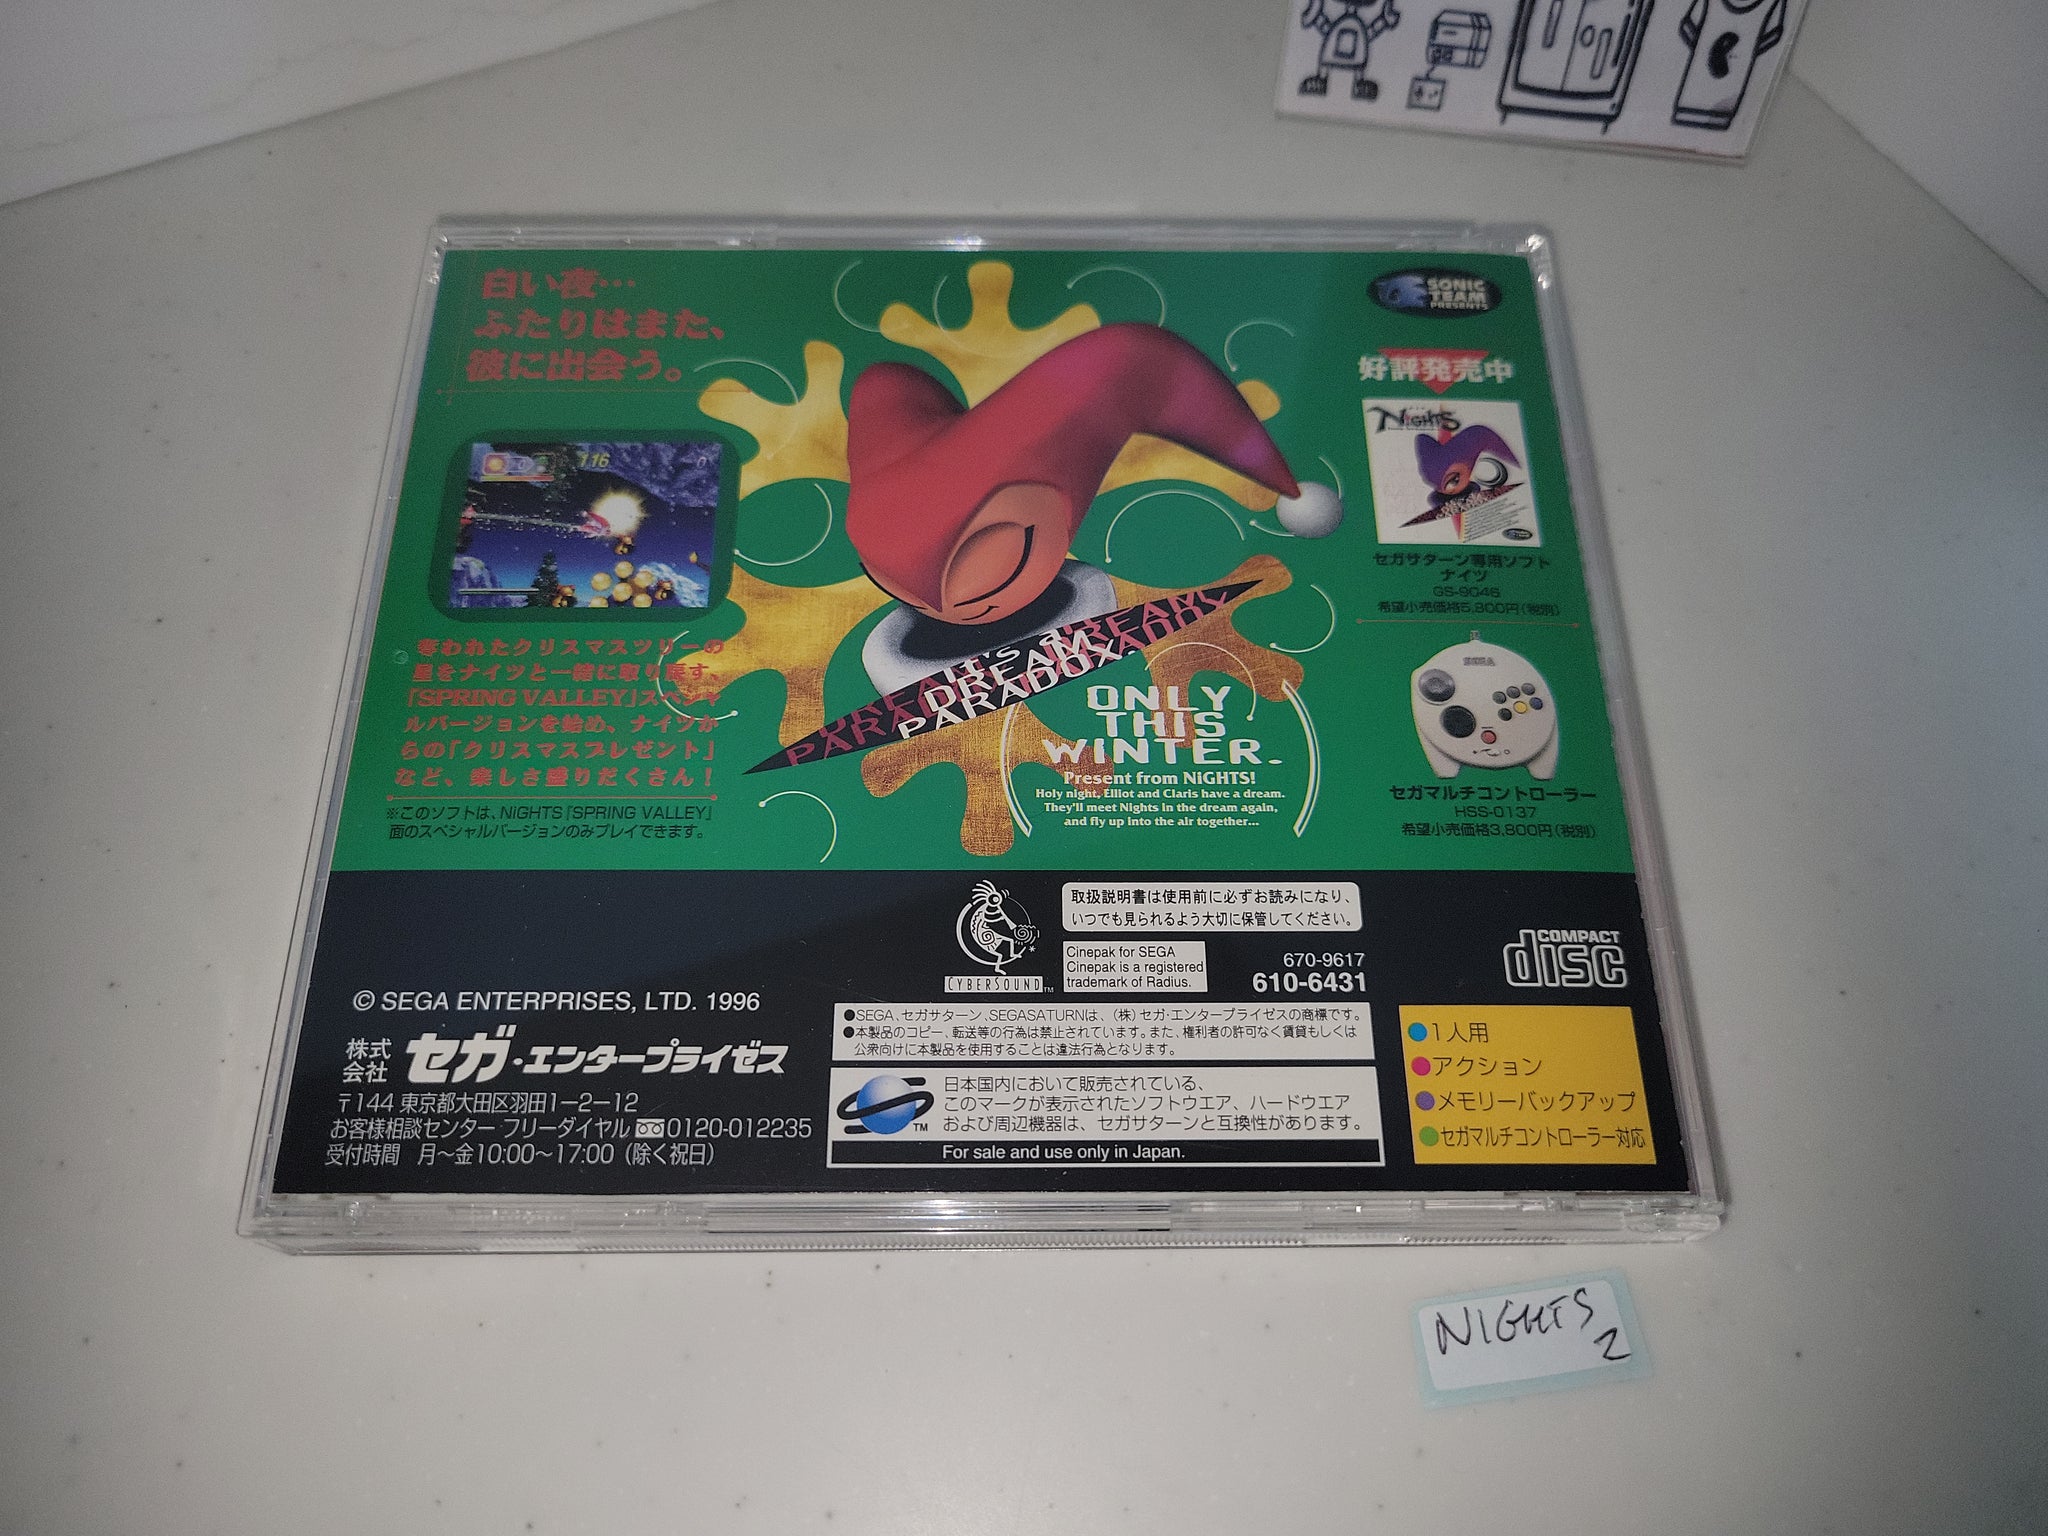 白い夜…
ふたりはまた、
彼に出会う。
116
0
奪われたクリスマスツリーの
星をナイツと一緒に取り戻す、
「SPRING VALLEY」スペシャ
ルバージョンを始め、ナイツか
らの「クリスマスプレゼント」
など、楽しさ盛りだくさん!
※このソフトは、NiGHTS『SPRING VALLEY』
面のスペシャルバージョンのみプレイできます。
IT'S a
DREAM
PARADOX.
ONLY
THIS
WINTER.
Present from NiGHTS!
Holy night, Elliot and Claris have a dream.
They'll meet Nights in the dream again,
and fly up into the air together...
SONIC
TEAM
PRESENTS
好評発売中
NiGHTS
セガサターン専用ソフト
ナイツ
GS-9046
希望小売価格5,800円(税別)
SEGA
セガマルチコントローラー
HSS-0137
希望小売価格3,800円(税別)
CYBERSOUND™
取扱説明書は使用前に必ずお読みになり、
いつでも見られるよう大切に保管してください。
Cinepak for SEGA
Cinepak is a registered
trademark of Radius.
670-9617
610-6431
COMPACT
disc
© SEGA ENTERPRISES, LTD. 1996
株式会社 セガ・エンタープライゼス
〒144 東京都大田区羽田1-2-12
お客様相談センター フリーダイヤル 0120-012235
受付時間 月〜金10:00〜17:00(除く祝日)
●SEGA、セガサターン、SEGASATURNは、(株)セガ・エンタープライゼスの商標です。
●本製品のコピー、転送等の行為は禁止されています。また、権利者の許可なく賃貸もしくは
公衆向けに本製品を使用することは違法行為となります。
TM
日本国内において販売されている、
このマークが表示されたソフトウエア、ハードウエア
および周辺機器は、セガサターンと互換性があります。
For sale and use only in Japan.
●1人用
●アクション
●メモリーバックアップ
●セガマルチコントローラー対応
NIGHTS
2